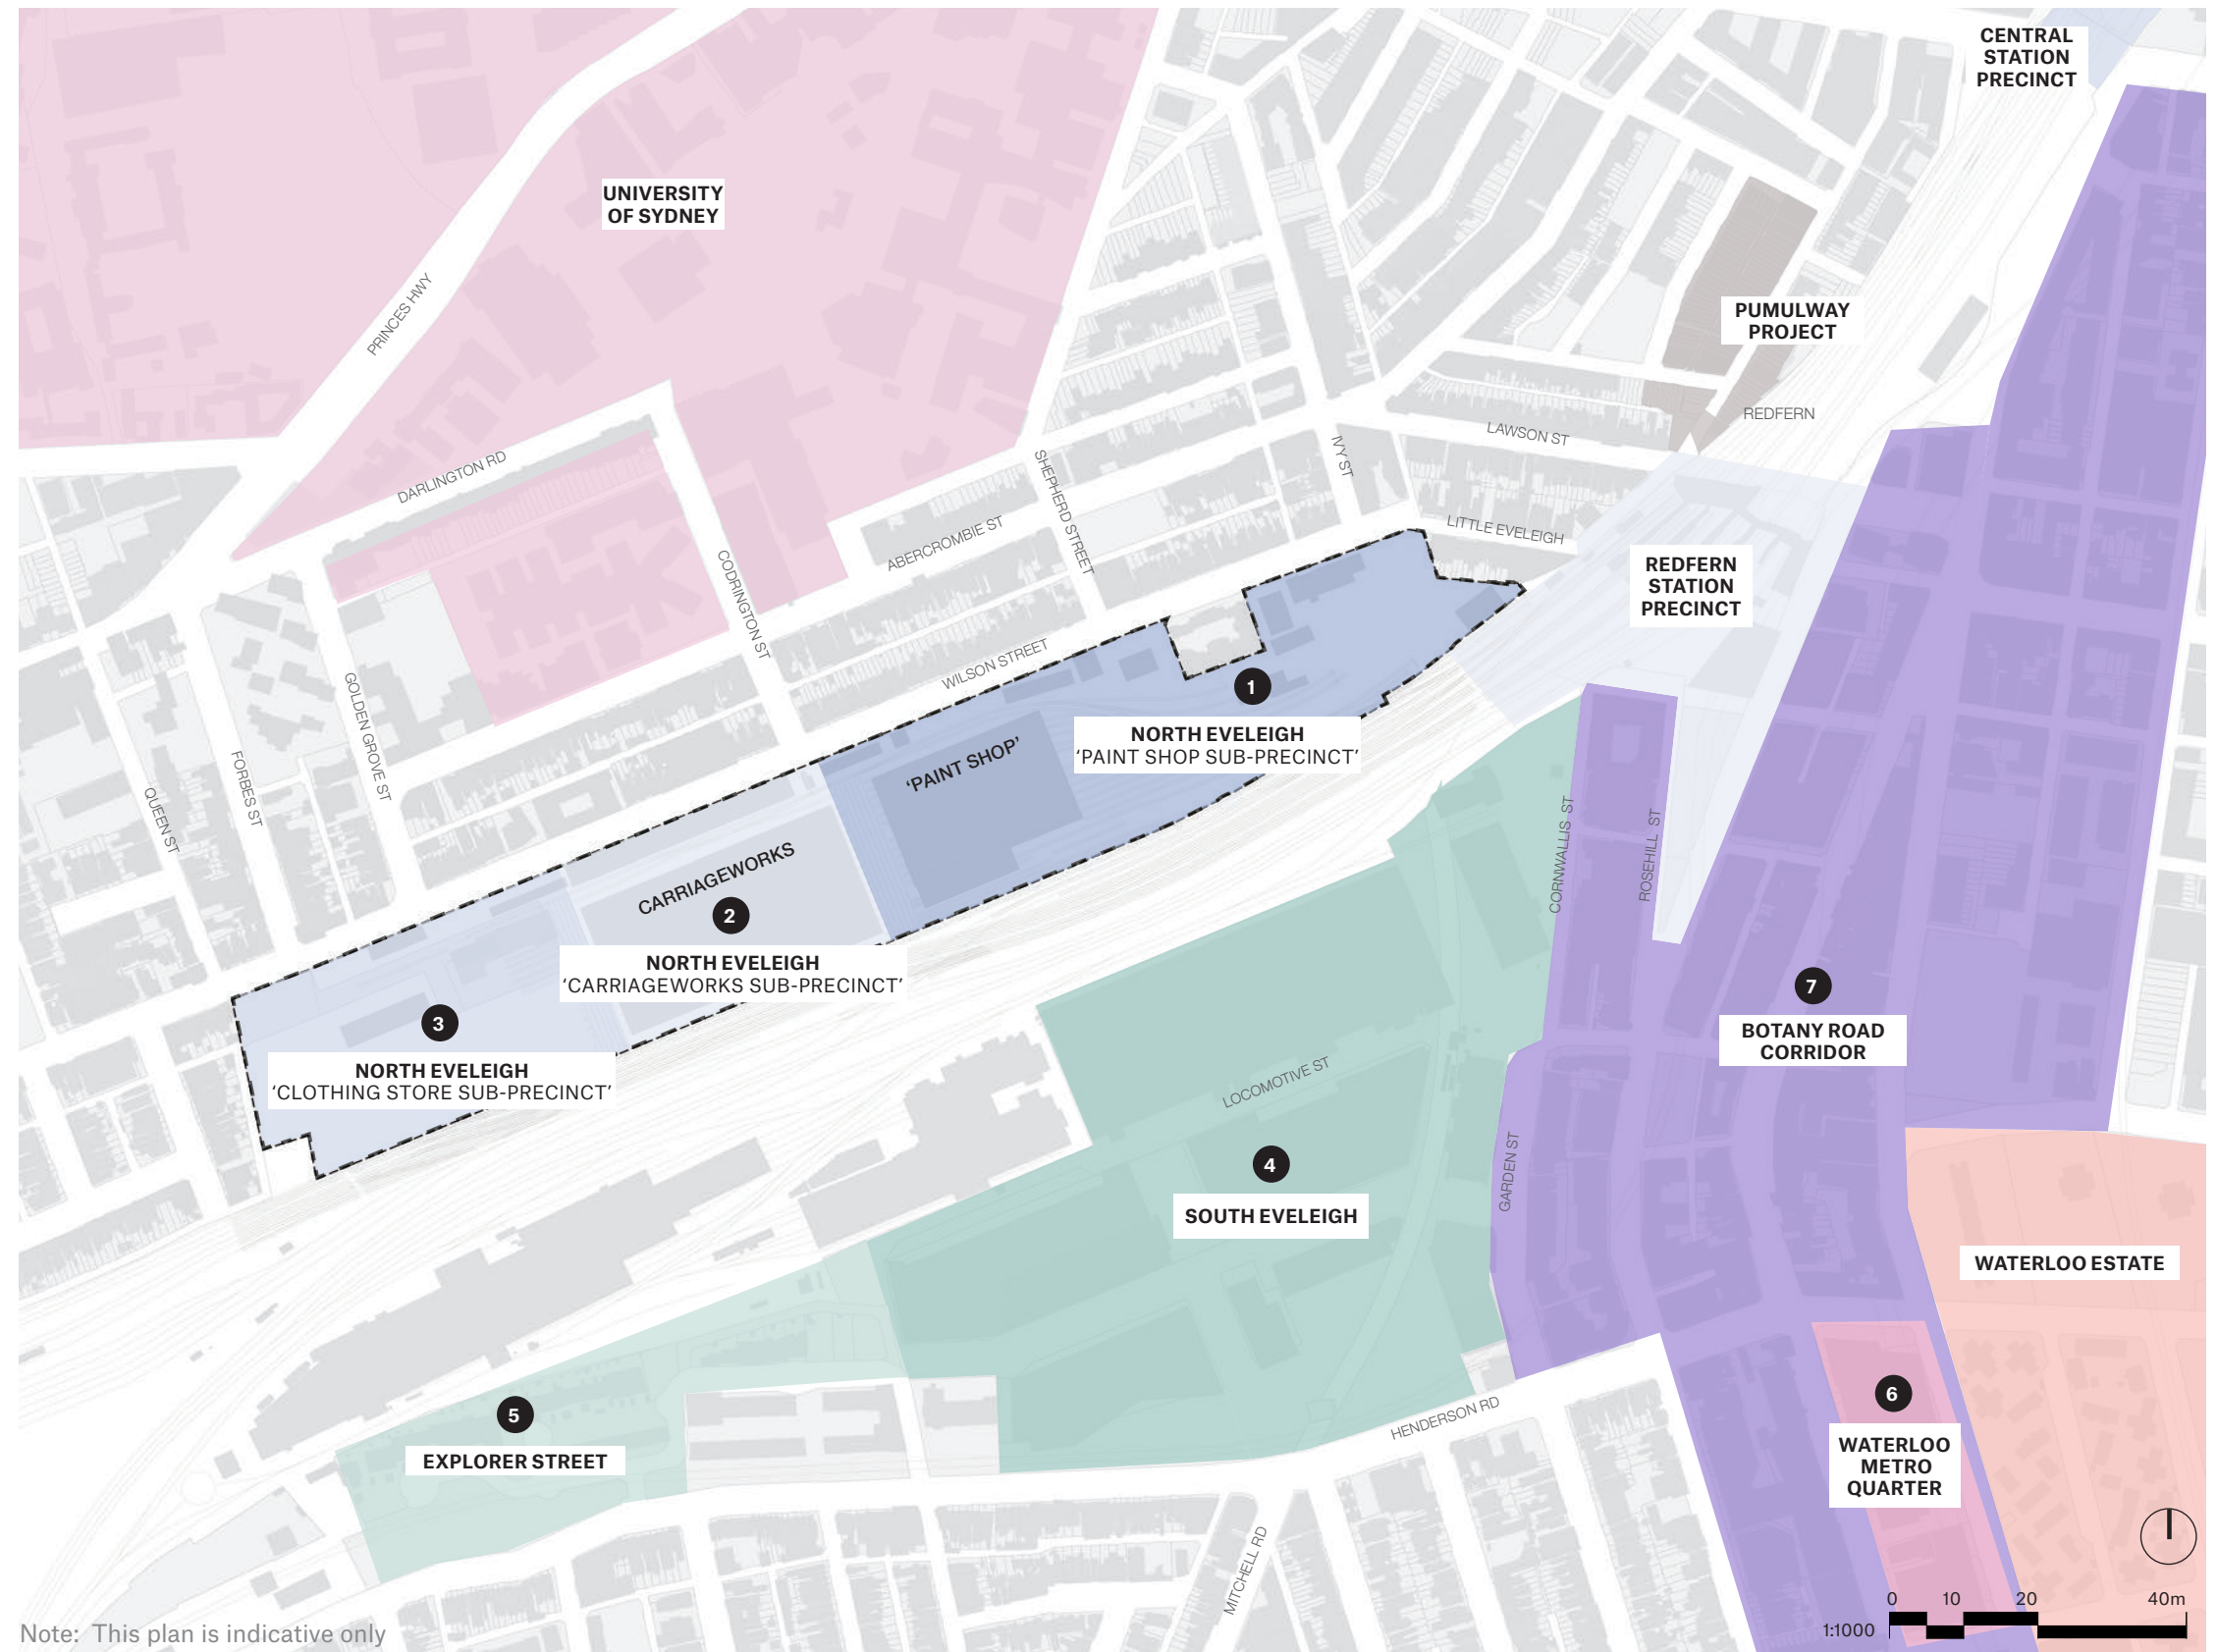 CENTRAL
STATION
PRECINCT
UNIVERSITY
OF SYDNEY
PRINCES HWY
PUMULWAY
PROJECT
REDFERN
LAWSON ST
IVY ST
DARLINGTON RD
SHEPHERD STREET
ABERCROMBIE ST
LITTLE EVELEIGH
CODRINGTON ST
REDFERN
STATION
PRECINCT
WILSON STREET
GOLDEN GROVE ST
FORBES ST
QUEEN ST
1
NORTH EVELEIGH
‘PAINT SHOP SUB-PRECINCT’
‘PAINT SHOP’
CARRIAGEWORKS
2
NORTH EVELEIGH
‘CARRIAGEWORKS SUB-PRECINCT’
3
NORTH EVELEIGH
‘CLOTHING STORE SUB-PRECINCT’
CORNWALLIS ST
ROSEHILL ST
7
BOTANY ROAD
CORRIDOR
LOCOMOTIVE ST
GARDEN ST
4
SOUTH EVELEIGH
WATERLOO ESTATE
5
EXPLORER STREET
HENDERSON RD
6
WATERLOO
METRO
QUARTER
MITCHELL RD
0 10 20 40m
1:1000
Note: This plan is indicative only